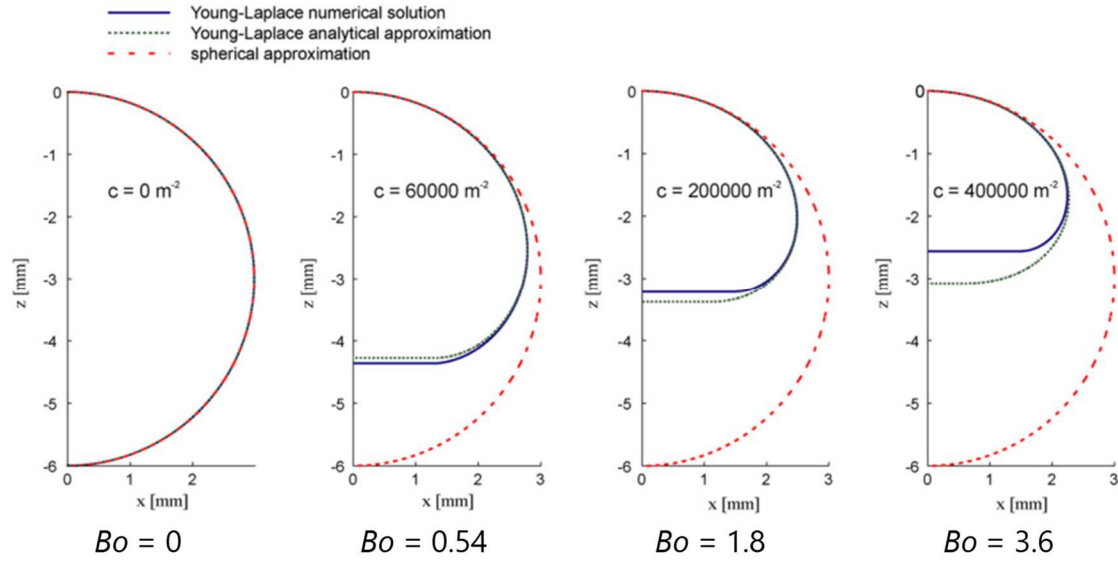 Young-Laplace numerical solution
Young-Laplace analytical approximation
spherical approximation
0
-1
-2
-3
-4
-5
-6
z [mm]
c = 0 m-2
0 1 2
x [mm]
Bo = 0
0
-1
-2
-3
-4
-5
-6
z [mm]
c = 60000 m-2
0 1 2 3
x [mm]
Bo = 0.54
0
-1
-2
-3
-4
-5
-6
z [mm]
c = 200000 m-2
0 1 2 3
x [mm]
Bo = 1.8
0
-1
-2
-3
-4
-5
-6
z [mm]
c = 400000 m-2
0 1 2 3
x [mm]
Bo = 3.6